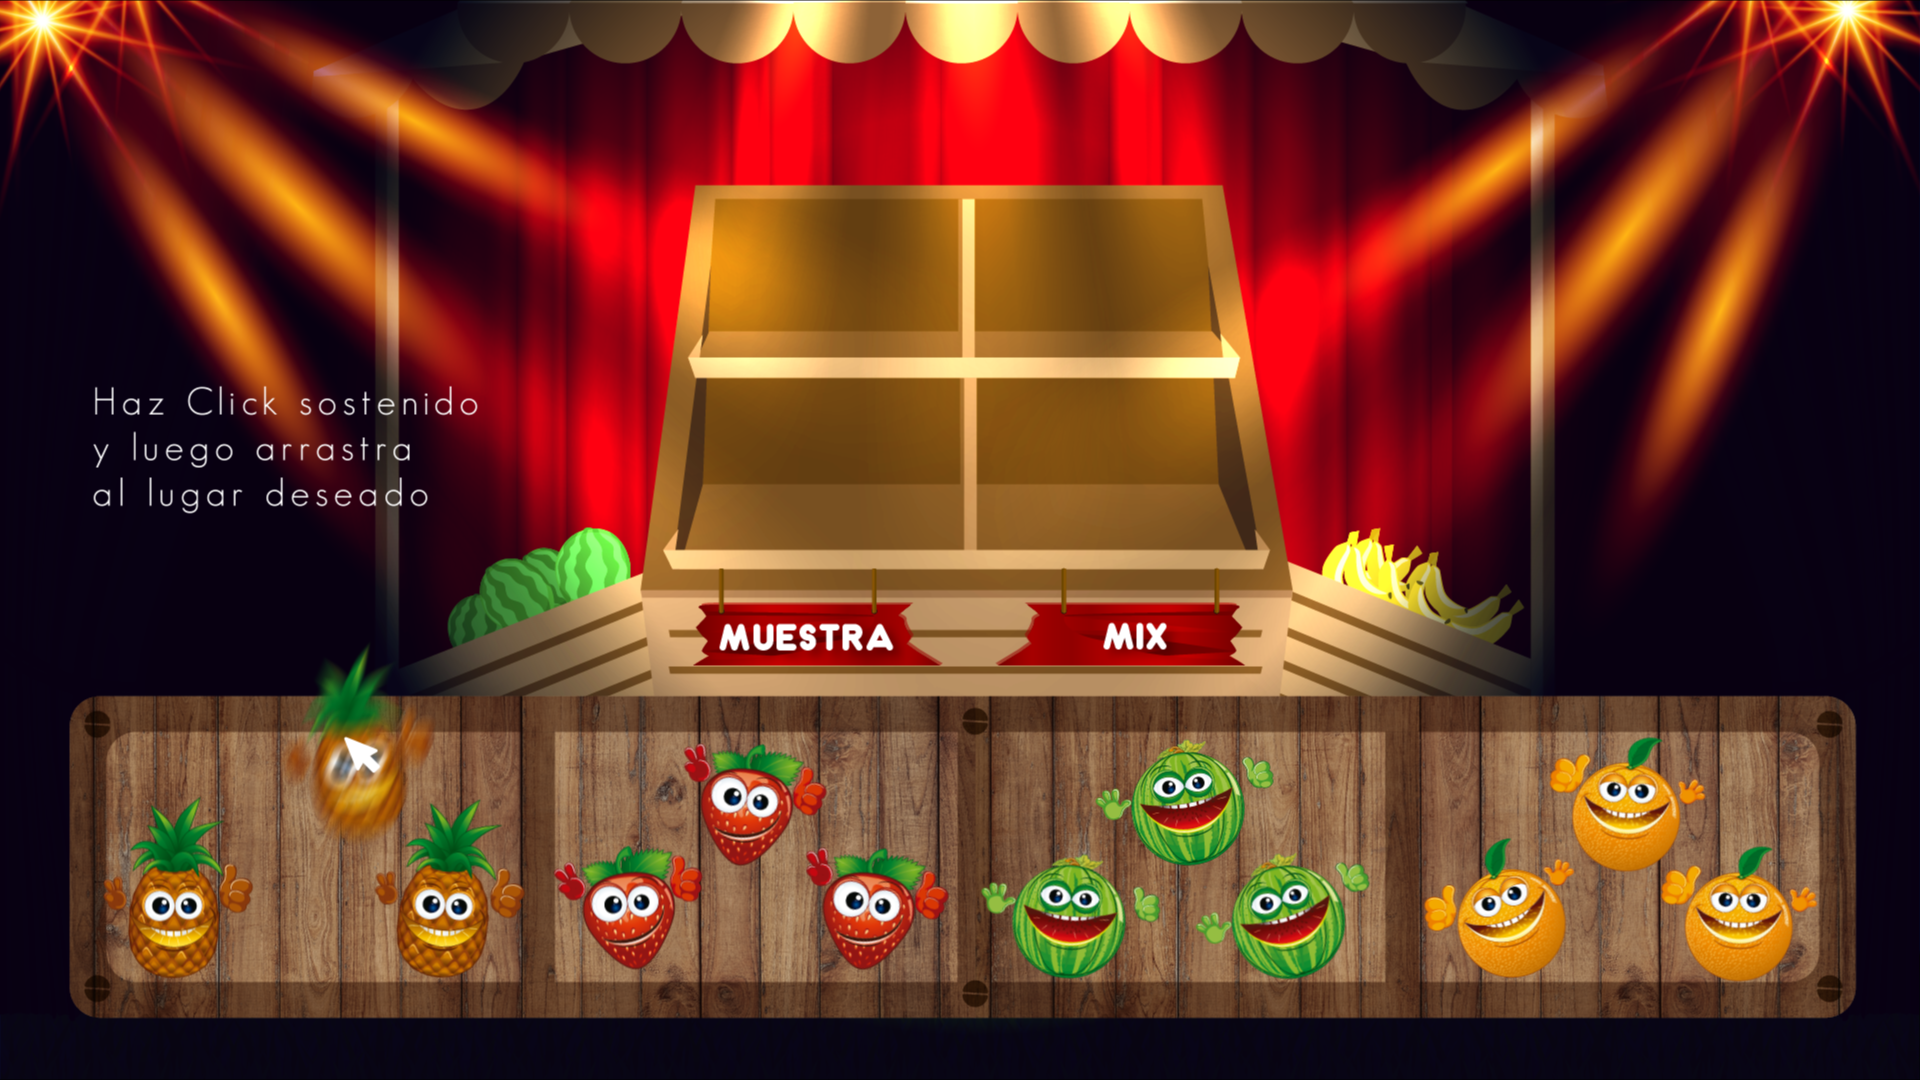 Haz Click sostenido
y luego arrastra
al lugar deseado
MUESTRA
MIX